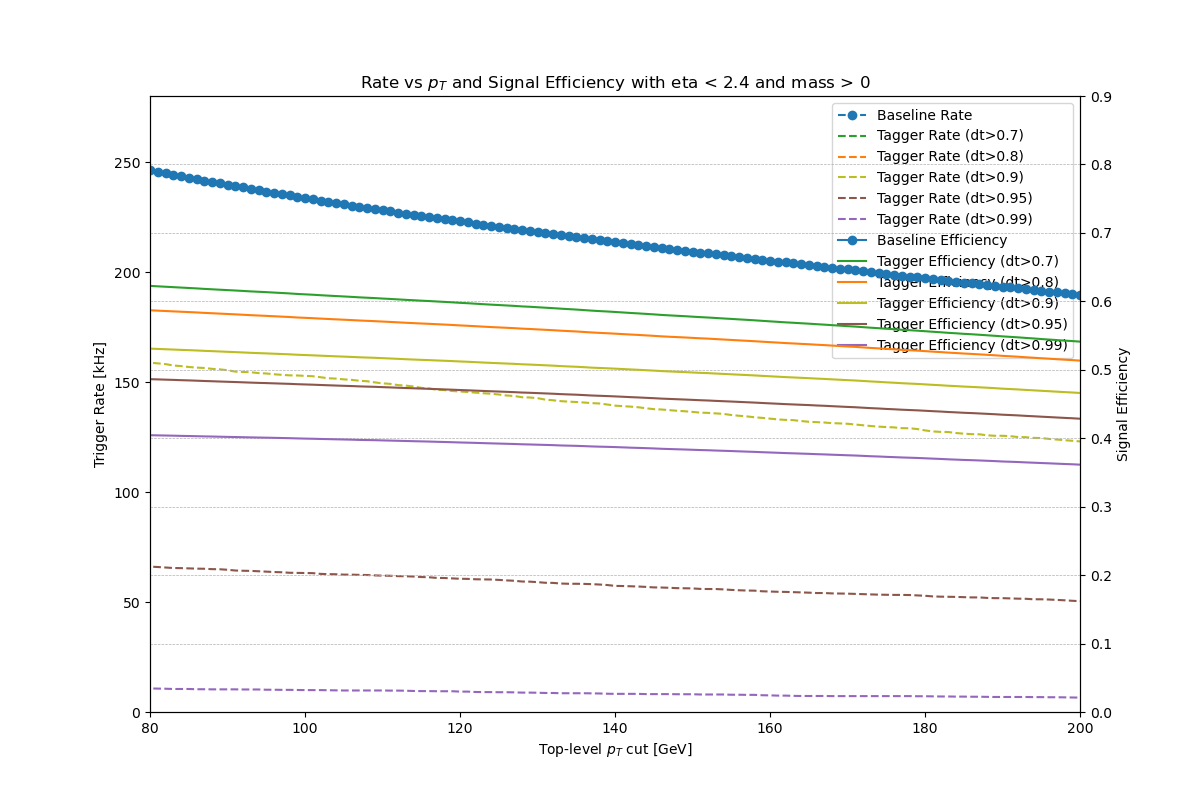 Rate vs pT and Signal Efficiency with eta < 2.4 and mass > 0
Baseline Rate
Tagger Rate (dt>0.7)
Tagger Rate (dt>0.8)
Tagger Rate (dt>0.9)
Tagger Rate (dt>0.95)
Tagger Rate (dt>0.99)
Baseline Efficiency
Tagger Efficiency (dt>0.7)
Tagger Efficiency (dt>0.8)
Tagger Efficiency (dt>0.9)
Tagger Efficiency (dt>0.95)
Tagger Efficiency (dt>0.99)
Trigger Rate [kHz]
250
200
150
100
50
0
0.9
0.8
0.7
0.6
0.5
0.4
0.3
0.2
0.1
0.0
Signal Efficiency
80 100 120 140 160 180 200
Top-level pT cut [GeV]